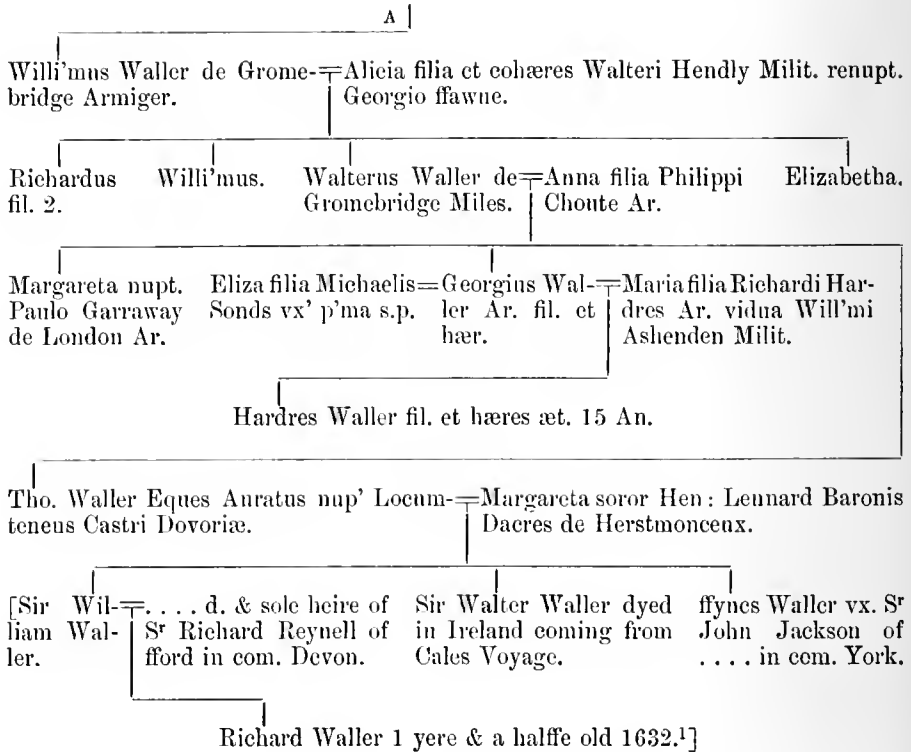 A
Willi'mus Waller de Grome-=Alicia filia et cohæres Walteri Hendly Milit. renupt.
bridge Armiger. Georgio ffawne.
Richardus Willi'mus. Walterus Waller de=Anna filia Philippi Elizabetha.
fil. 2. Gromebridge Miles. Choute Ar.
Margareta nupt. Eliza filia Michaelis=Georgius Wal-=Maria filia Richardi Har-
Paulo Garraway Sonds vx' p'ma s.p. ler Ar. fil. et dres Ar. vidua Will'mi
de London Ar. hær. Ashenden Milit.
Hardres Waller fil. et hæres æt. 15 An.
Tho. Waller Eques Auratus nup' Locum-=Margareta soror Hen: Lennard Baronis
tenens Castri Dovoriæ. Dacres de Herstmonceux.
[Sir Wil-=. . . . d. & sole heire of Sir Walter Waller dyed ffynes Waller vx. Sʳ
liam Wal- Sʳ Richard Reynell of in Ireland coming from John Jackson of
ler. fford in com. Devon. Cales Voyage. . . . . in com. York.
Richard Waller 1 yere & a halffe old 1632.¹]